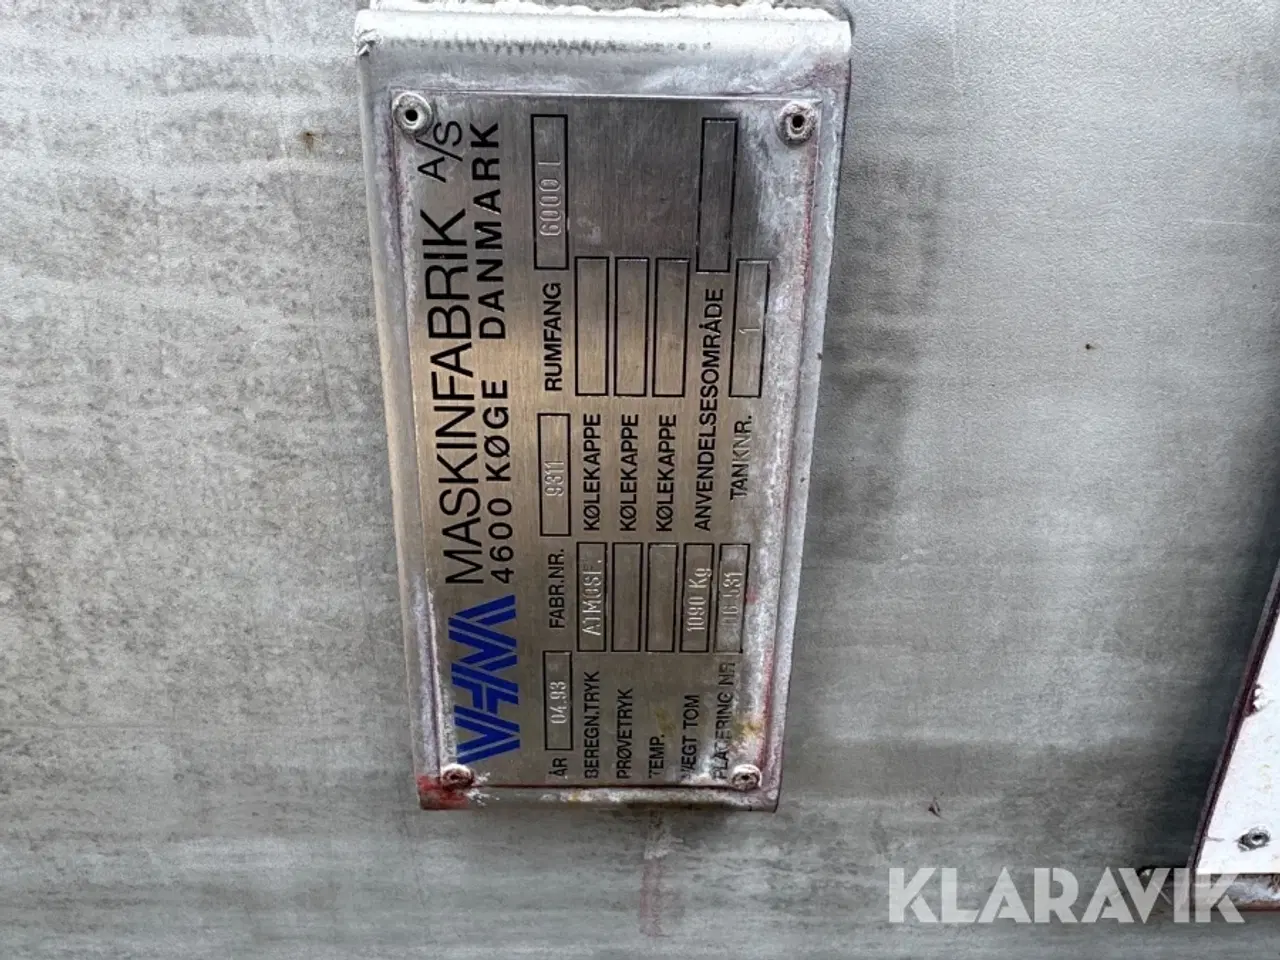 VHM MASKINFABRIK A/S
4600 KØGE DANMARK
ÅR 04.93 FABR.NR. 9311 RUMFANG 6000 l
BEREGN.TRYK ATMOSF. KØLEKAPPE
PRØVETRYK KØLEKAPPE
TEMP. KØLEKAPPE
VÆGT TOM 1090 Kg ANVENDELSESOMRÅDE
PLACERING NR TANKNR. 1
KLARAVIK